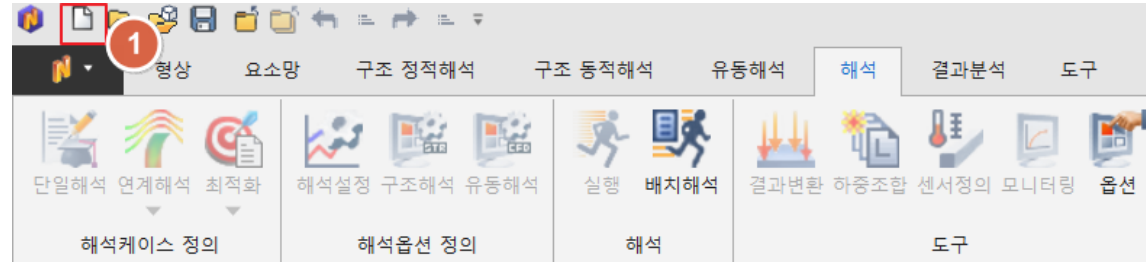 1
형상 요소망 구조 정적해석 구조 동적해석 유동해석 해석 결과분석 도구
STR CFD
단일해석 연계해석 최적화 해석설정 구조해석 유동해석 실행 배치해석 결과변환 하중조합 센서정의 모니터링 옵션
해석케이스 정의 해석옵션 정의 해석 도구